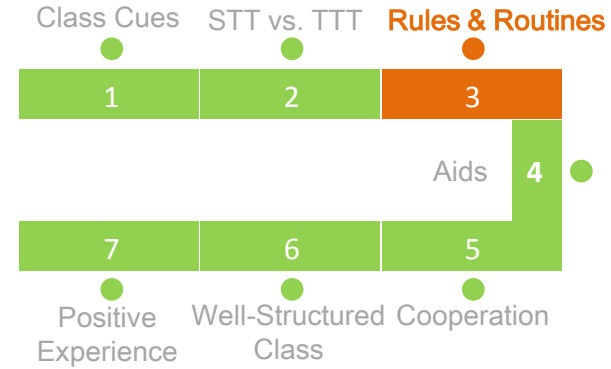 Class Cues STT vs. TTT Rules & Routines
1 2 3
Aids 4
7 6 5
Positive Well-Structured Cooperation
Experience Class